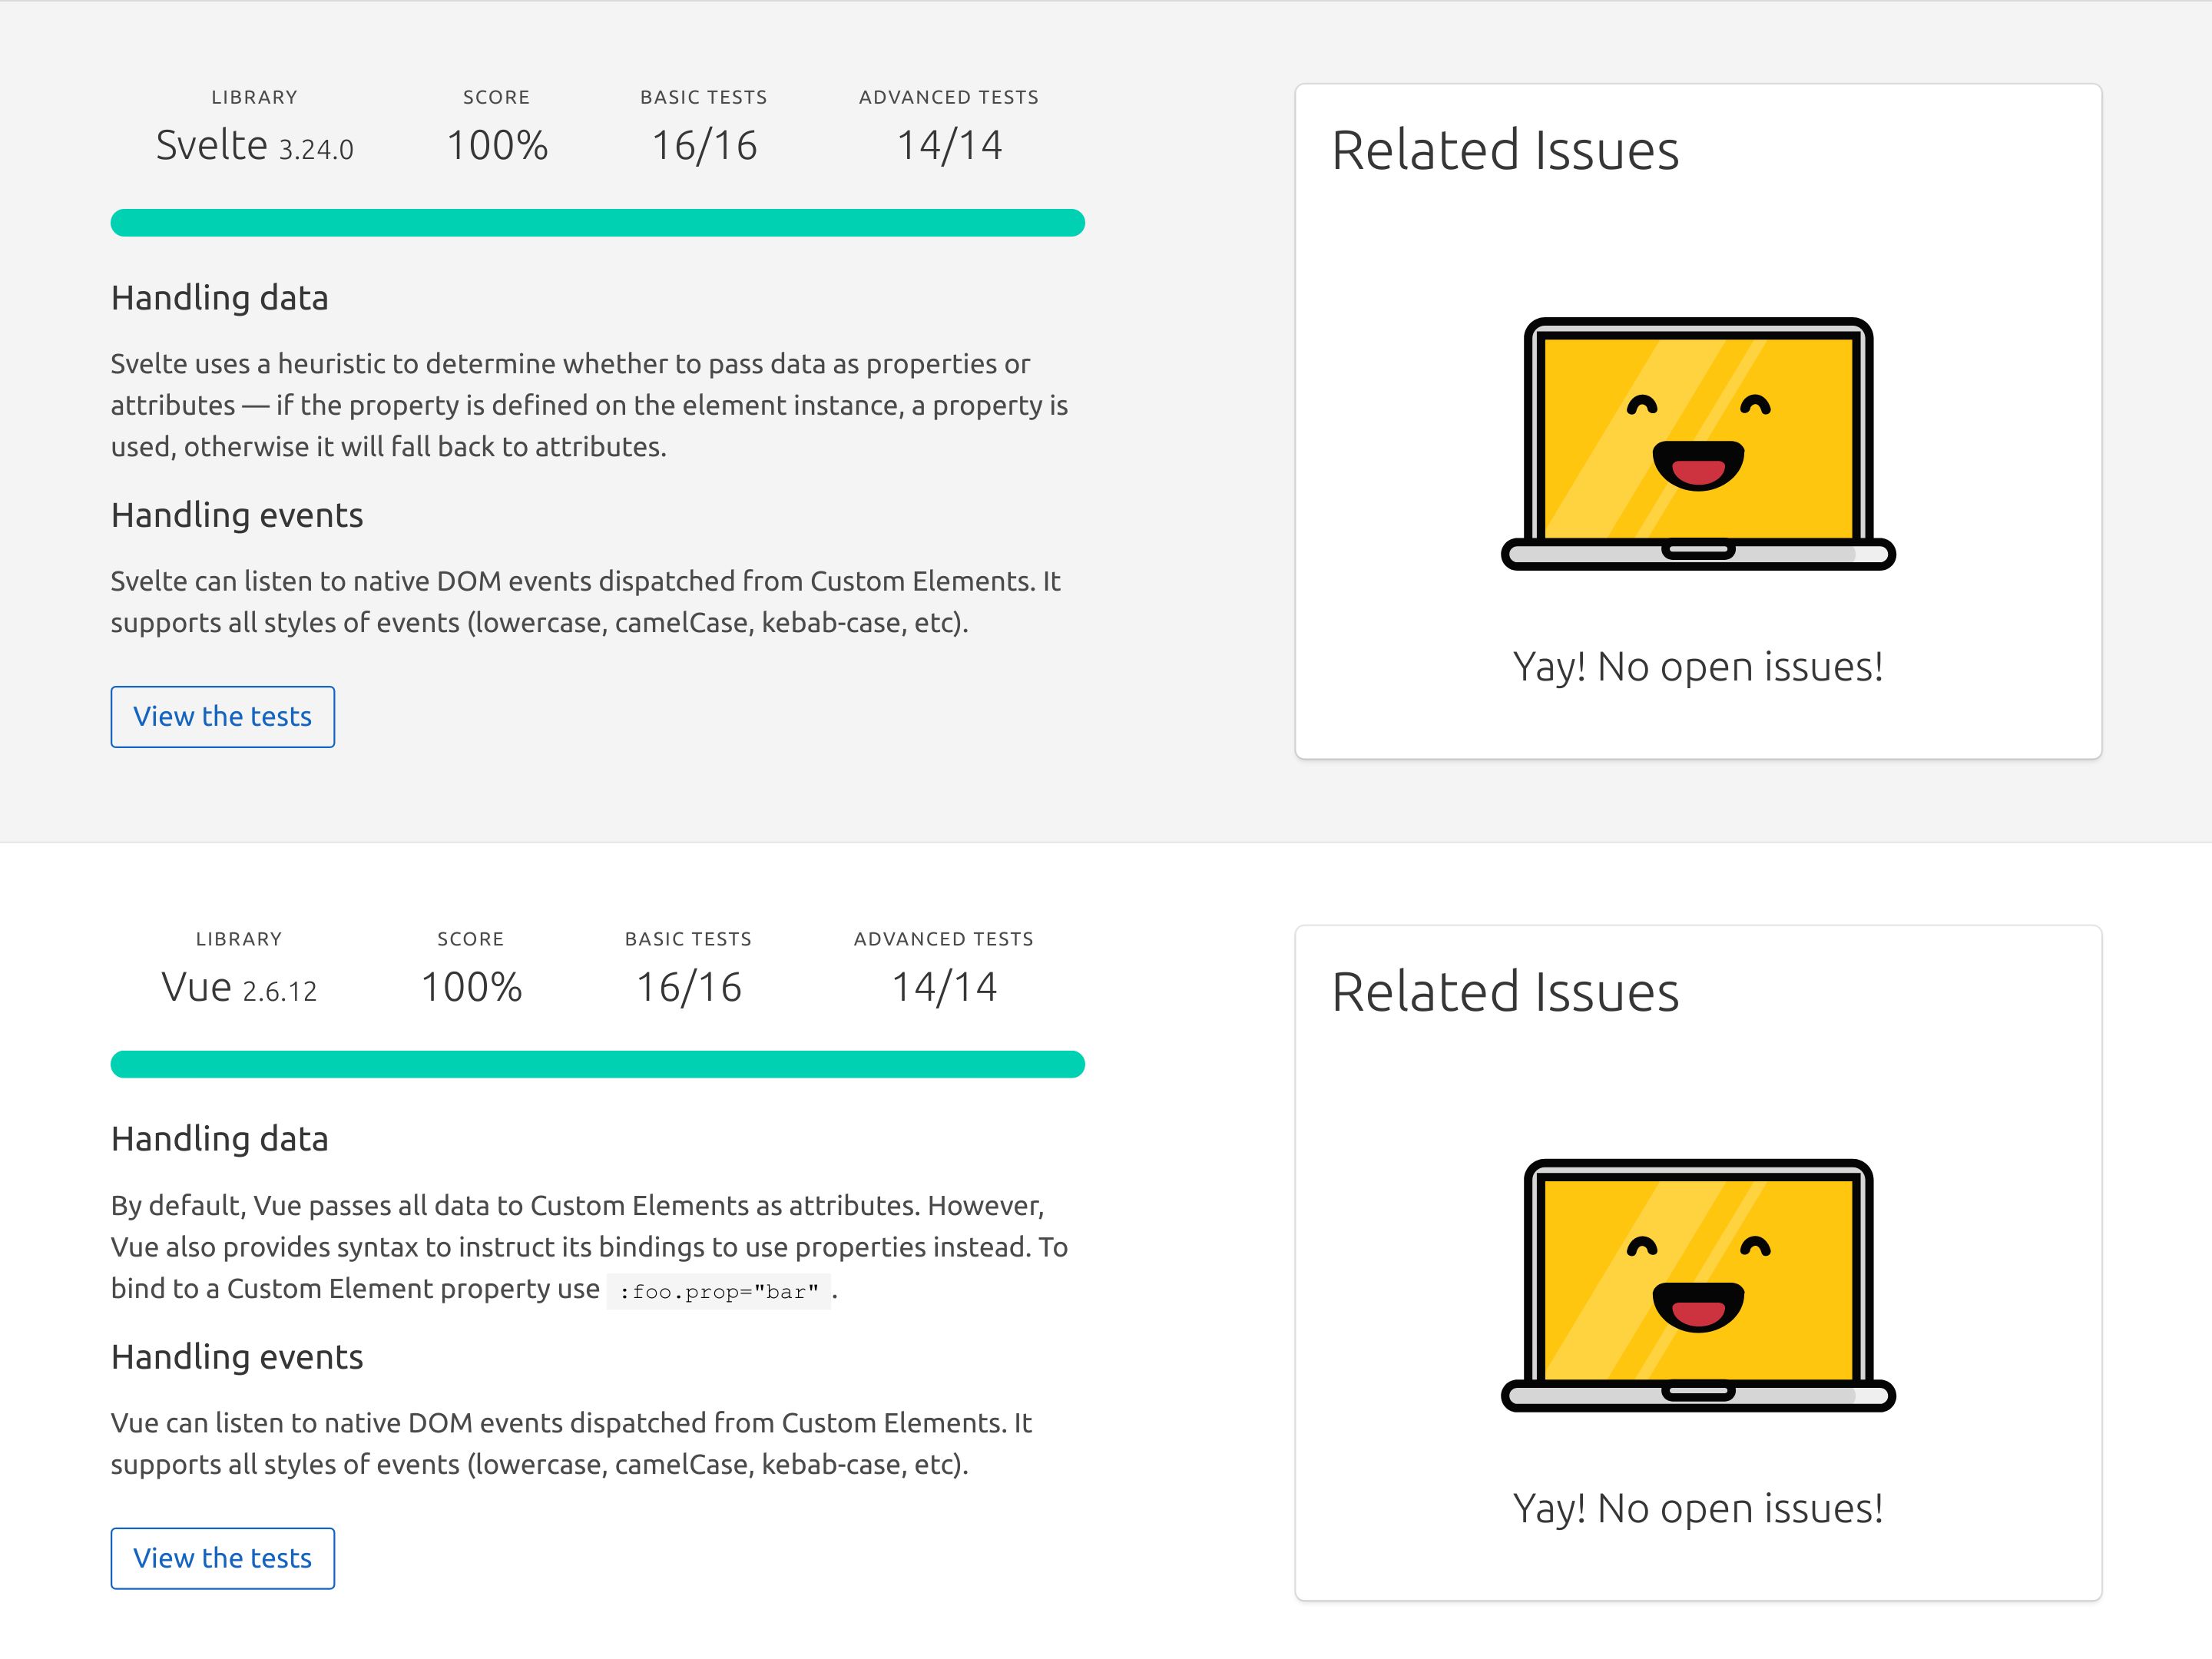 LIBRARY SCORE BASIC TESTS ADVANCED TESTS
Svelte 3.24.0 100% 16/16 14/14
Handling data
Svelte uses a heuristic to determine whether to pass data as properties or
attributes — if the property is defined on the element instance, a property is
used, otherwise it will fall back to attributes.
Handling events
Svelte can listen to native DOM events dispatched from Custom Elements. It
supports all styles of events (lowercase, camelCase, kebab-case, etc).
View the tests
Related Issues
Yay! No open issues!
LIBRARY SCORE BASIC TESTS ADVANCED TESTS
Vue 2.6.12 100% 16/16 14/14
Handling data
By default, Vue passes all data to Custom Elements as attributes. However,
Vue also provides syntax to instruct its bindings to use properties instead. To
bind to a Custom Element property use :foo.prop="bar" .
Handling events
Vue can listen to native DOM events dispatched from Custom Elements. It
supports all styles of events (lowercase, camelCase, kebab-case, etc).
View the tests
Related Issues
Yay! No open issues!